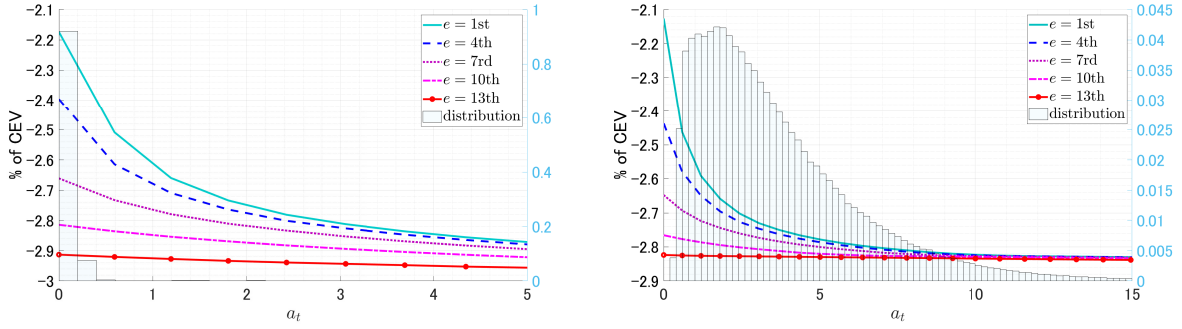 -2.1
-2.2
-2.3
-2.4
-2.5
-2.6
-2.7
-2.8
-2.9
-3
% of CEV
0 1 2 3 4 5
a_t
1
0.8
0.6
0.4
0.2
0
e = 1st
e = 4th
e = 7rd
e = 10th
e = 13th
distribution
-2.1
-2.2
-2.3
-2.4
-2.5
-2.6
-2.7
-2.8
-2.9
% of CEV
0 5 10 15
a_t
0.045
0.04
0.035
0.03
0.025
0.02
0.015
0.01
0.005
0
e = 1st
e = 4th
e = 7rd
e = 10th
e = 13th
distribution